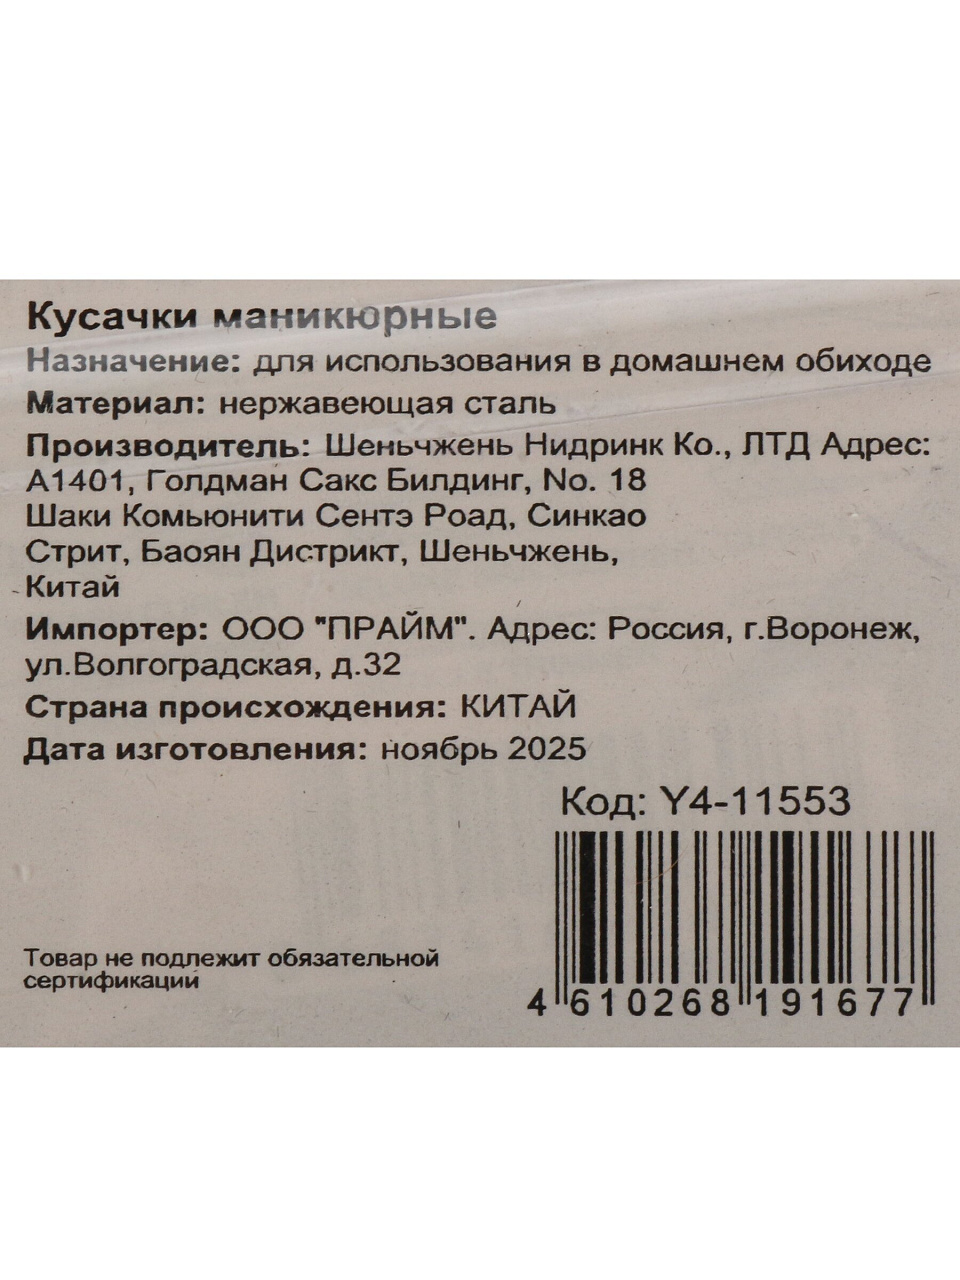 Кусачки маникюрные
Назначение: для использования в домашнем обиходе
Материал: нержавеющая сталь
Производитель: Шеньчжень Нидринк Ко., ЛТД Адрес:
А1401, Голдман Сакс Билдинг, No. 18
Шаки Комьюнити Сентэ Роад, Синкао
Стрит, Баоян Дистрикт, Шеньчжень,
Китай
Импортер: ООО "ПРАЙМ". Адрес: Россия, г.Воронеж,
ул.Волгоградская, д.32
Страна происхождения: КИТАЙ
Дата изготовления: ноябрь 2025
Код: Y4-11553
Товар не подлежит обязательной
сертификации
4 610268 191677